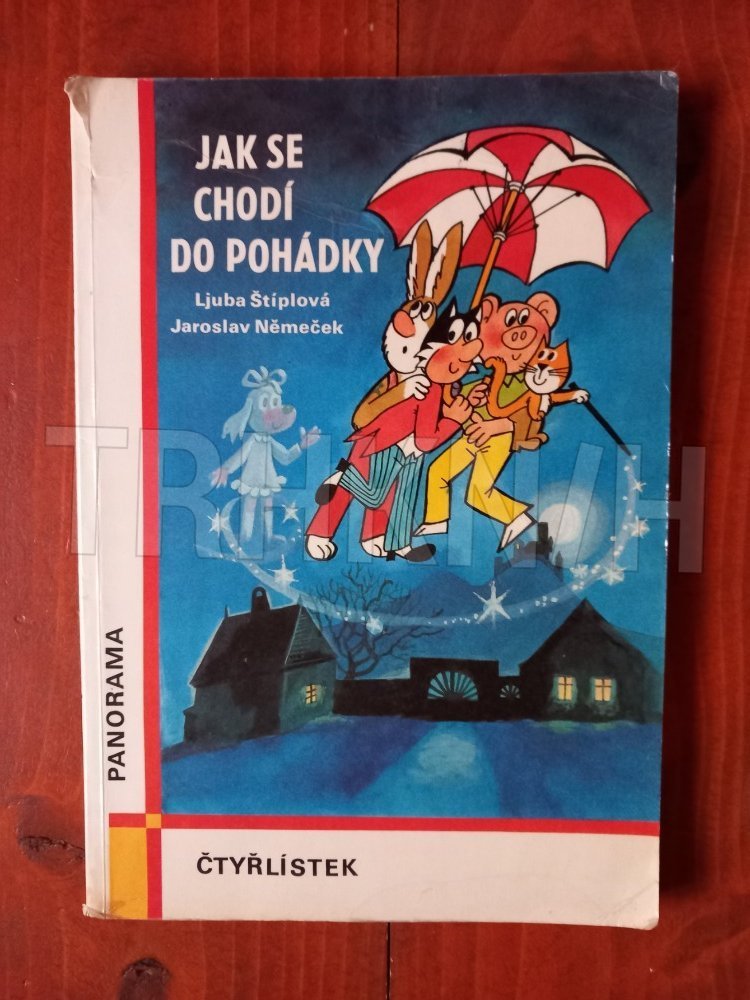 JAK SE
CHODÍ
DO POHÁDKY
Ljuba Štíplová
Jaroslav Němeček
PANORAMA
ČTYŘLÍSTEK